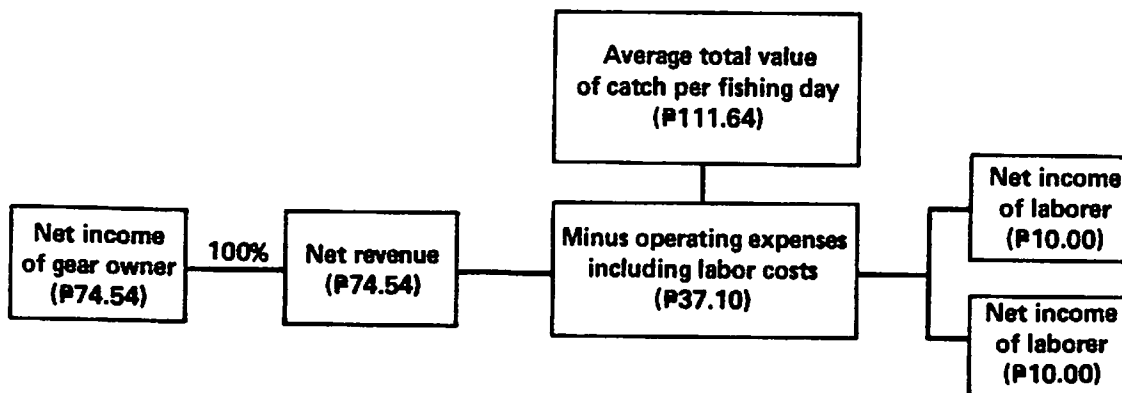 Average total value
of catch per fishing day
(₱111.64)
Net income
of gear owner
(₱74.54)
100%
Net revenue
(₱74.54)
Minus operating expenses
including labor costs
(₱37.10)
Net income
of laborer
(₱10.00)
Net income
of laborer
(₱10.00)